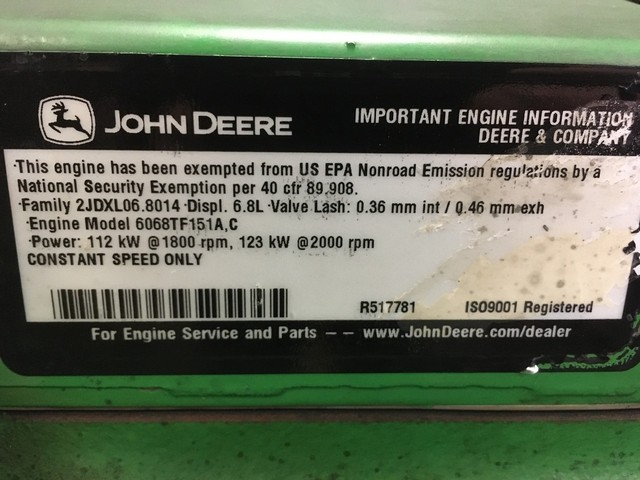 JOHN DEERE
IMPORTANT ENGINE INFORMATION
DEERE & COMPANY
·This engine has been exempted from US EPA Nonroad Emission regulations by a
National Security Exemption per 40 cfr 89.908.
·Family 2JDXL06.8014 ·Displ. 6.8L ·Valve Lash: 0.36 mm int / 0.46 mm exh
·Engine Model 6068TF151A,C
·Power: 112 kW @1800 rpm, 123 kW @2000 rpm
CONSTANT SPEED ONLY
R517781 ISO9001 Registered
For Engine Service and Parts – – www.JohnDeere.com/dealer